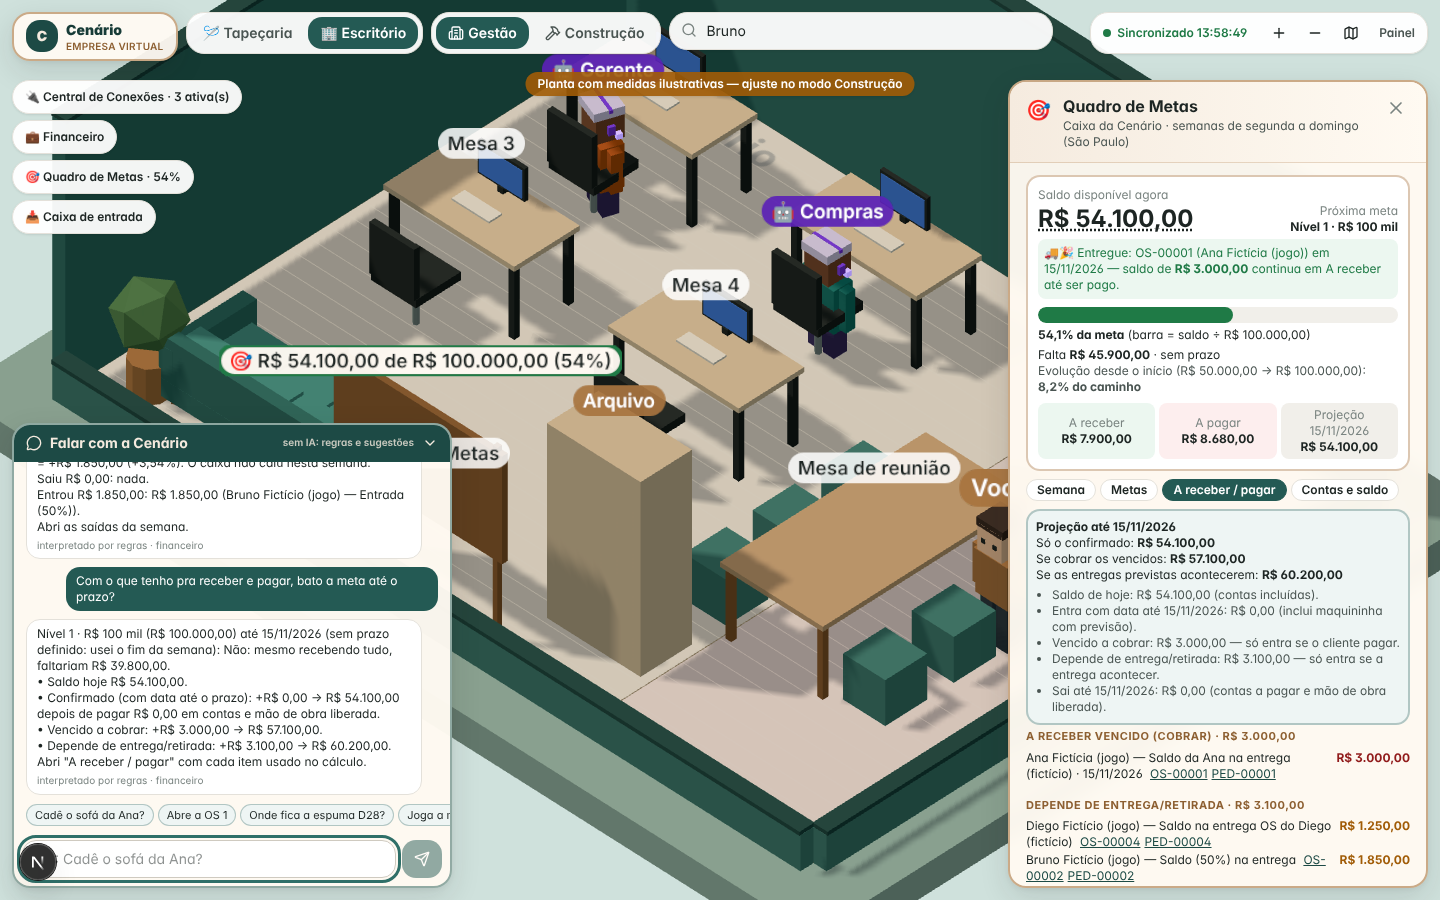 C
Cenário
EMPRESA VIRTUAL
Tapeçaria
Escritório
Gestão
Construção
Bruno
Sincronizado 13:58:49
Painel
Gerente
Planta com medidas ilustrativas — ajuste no modo Construção
Central de Conexões · 3 ativa(s)
Financeiro
Quadro de Metas · 54%
Caixa de entrada
Mesa 3
Compras
Mesa 4
R$ 54.100,00 de R$ 100.000,00 (54%)
Arquivo
Metas
Mesa de reunião
Voc
Falar com a Cenário
sem IA: regras e sugestões
= +R$ 1.850,00 (+3,54%). O caixa não caiu nesta semana.
Saiu R$ 0,00: nada.
Entrou R$ 1.850,00: R$ 1.850,00 (Bruno Fictício (jogo) — Entrada
(50%)).
Abri as saídas da semana.
interpretado por regras · financeiro
Com o que tenho pra receber e pagar, bato a meta até o
prazo?
Nível 1 · R$ 100 mil (R$ 100.000,00) até 15/11/2026 (sem prazo
definido: usei o fim da semana): Não: mesmo recebendo tudo,
faltariam R$ 39.800,00.
• Saldo hoje R$ 54.100,00.
• Confirmado (com data até o prazo): +R$ 0,00 → R$ 54.100,00
depois de pagar R$ 0,00 em contas e mão de obra liberada.
• Vencido a cobrar: +R$ 3.000,00 → R$ 57.100,00.
• Depende de entrega/retirada: +R$ 3.100,00 → R$ 60.200,00.
Abri "A receber / pagar" com cada item usado no cálculo.
interpretado por regras · financeiro
Cadê o sofá da Ana?
Abre a OS 1
Onde fica a espuma D28?
Joga a
N
Cadê o sofá da Ana?
Quadro de Metas
Caixa da Cenário · semanas de segunda a domingo
(São Paulo)
Saldo disponível agora
R$ 54.100,00
Próxima meta
Nível 1 · R$ 100 mil
Entregue: OS-00001 (Ana Fictícia (jogo)) em
15/11/2026 — saldo de R$ 3.000,00 continua em A receber
até ser pago.
54,1% da meta (barra = saldo ÷ R$ 100.000,00)
Falta R$ 45.900,00 · sem prazo
Evolução desde o início (R$ 50.000,00 → R$ 100.000,00):
8,2% do caminho
A receber
R$ 7.900,00
A pagar
R$ 8.680,00
Projeção
15/11/2026
R$ 54.100,00
Semana
Metas
A receber / pagar
Contas e saldo
Projeção até 15/11/2026
Só o confirmado: R$ 54.100,00
Se cobrar os vencidos: R$ 57.100,00
Se as entregas previstas acontecerem: R$ 60.200,00
• Saldo de hoje: R$ 54.100,00 (contas incluídas).
• Entra com data até 15/11/2026: R$ 0,00 (inclui maquininha
com previsão).
• Vencido a cobrar: R$ 3.000,00 — só entra se o cliente pagar.
• Depende de entrega/retirada: R$ 3.100,00 — só entra se a
entrega acontecer.
• Sai até 15/11/2026: R$ 0,00 (contas a pagar e mão de obra
liberada).
A RECEBER VENCIDO (COBRAR) · R$ 3.000,00
Ana Fictícia (jogo) — Saldo da Ana na entrega R$ 3.000,00
(fictício) · 15/11/2026 OS-00001 PED-00001
DEPENDE DE ENTREGA/RETIRADA · R$ 3.100,00
Diego Fictício (jogo) — Saldo na entrega OS do Diego R$ 1.250,00
(fictício) OS-00004 PED-00004
Bruno Fictício (jogo) — Saldo (50%) na entrega OS- R$ 1.850,00
00002 PED-00002